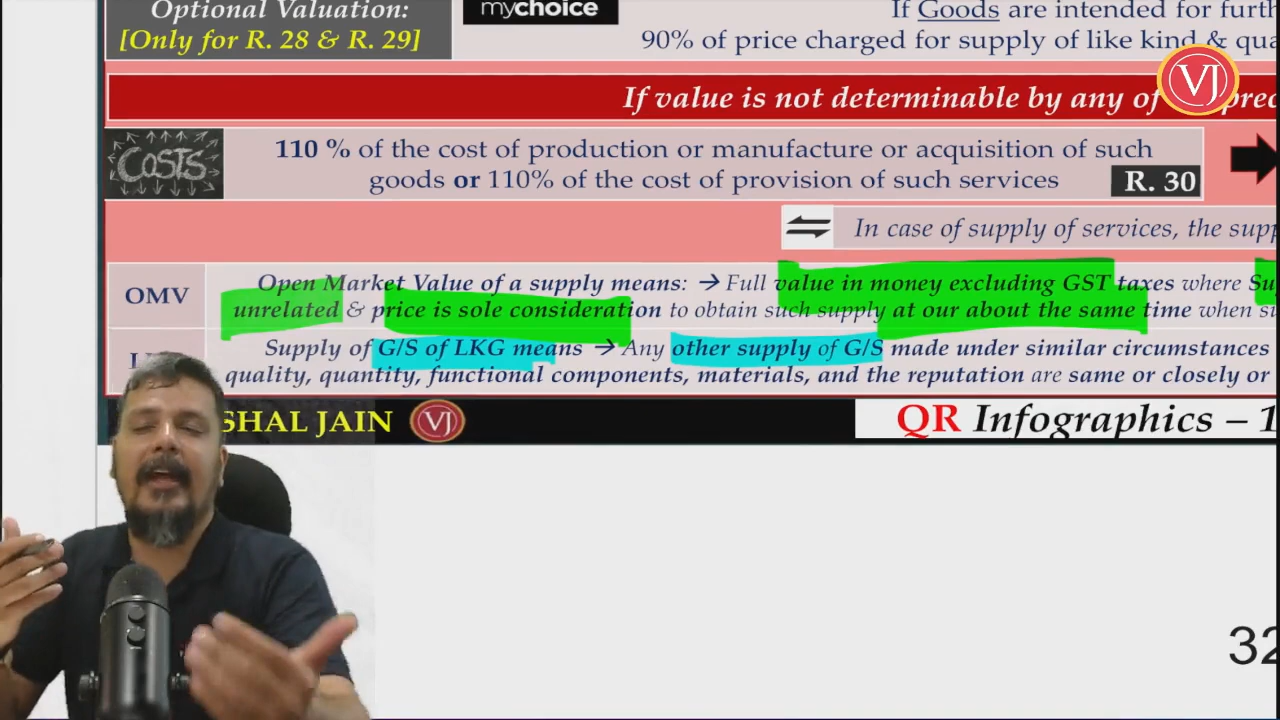 Optional Valuation:
[Only for R. 28 & R. 29]
mychoice
If Goods are intended for furth
90% of price charged for supply of like kind & qua
If value is not determinable by any of
VJ
COSTS
110 % of the cost of production or manufacture or acquisition of such
goods or 110% of the cost of provision of such services
R. 30
In case of supply of services, the supp
OMV
Open Market Value of a supply means: → Full value in money excluding GST taxes where Su
unrelated & price is sole consideration to obtain such supply at our about the same time when su
Supply of G/S of LKG means → Any other supply of G/S made under similar circumstances
quality, quantity, functional components, materials, and the reputation are same or closely or
SHAL JAIN
VJ
QR Infographics – 1
32